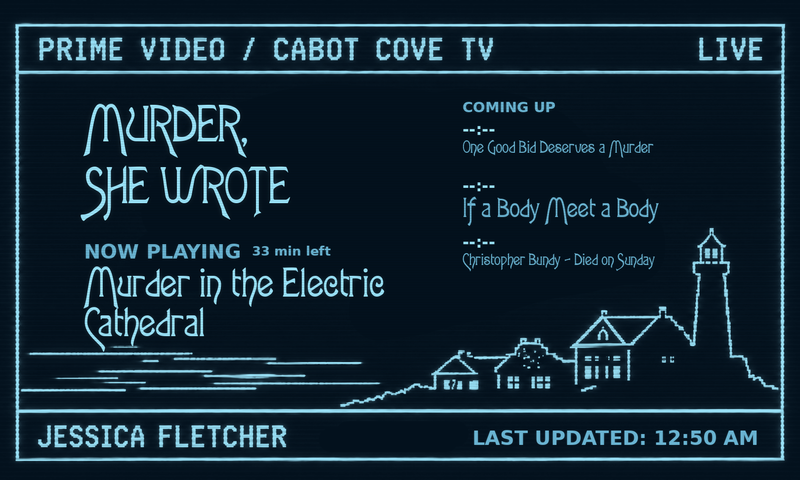 PRIME VIDEO / CABOT COVE TV
LIVE
MURDER,
SHE WROTE
NOW PLAYING 33 min left
Murder in the Electric
Cathedral
COMING UP
--:--
One Good Bid Deserves a Murder
--:--
If a Body Meet a Body
--:--
Christopher Bundy - Died on Sunday
JESSICA FLETCHER
LAST UPDATED: 12:50 AM